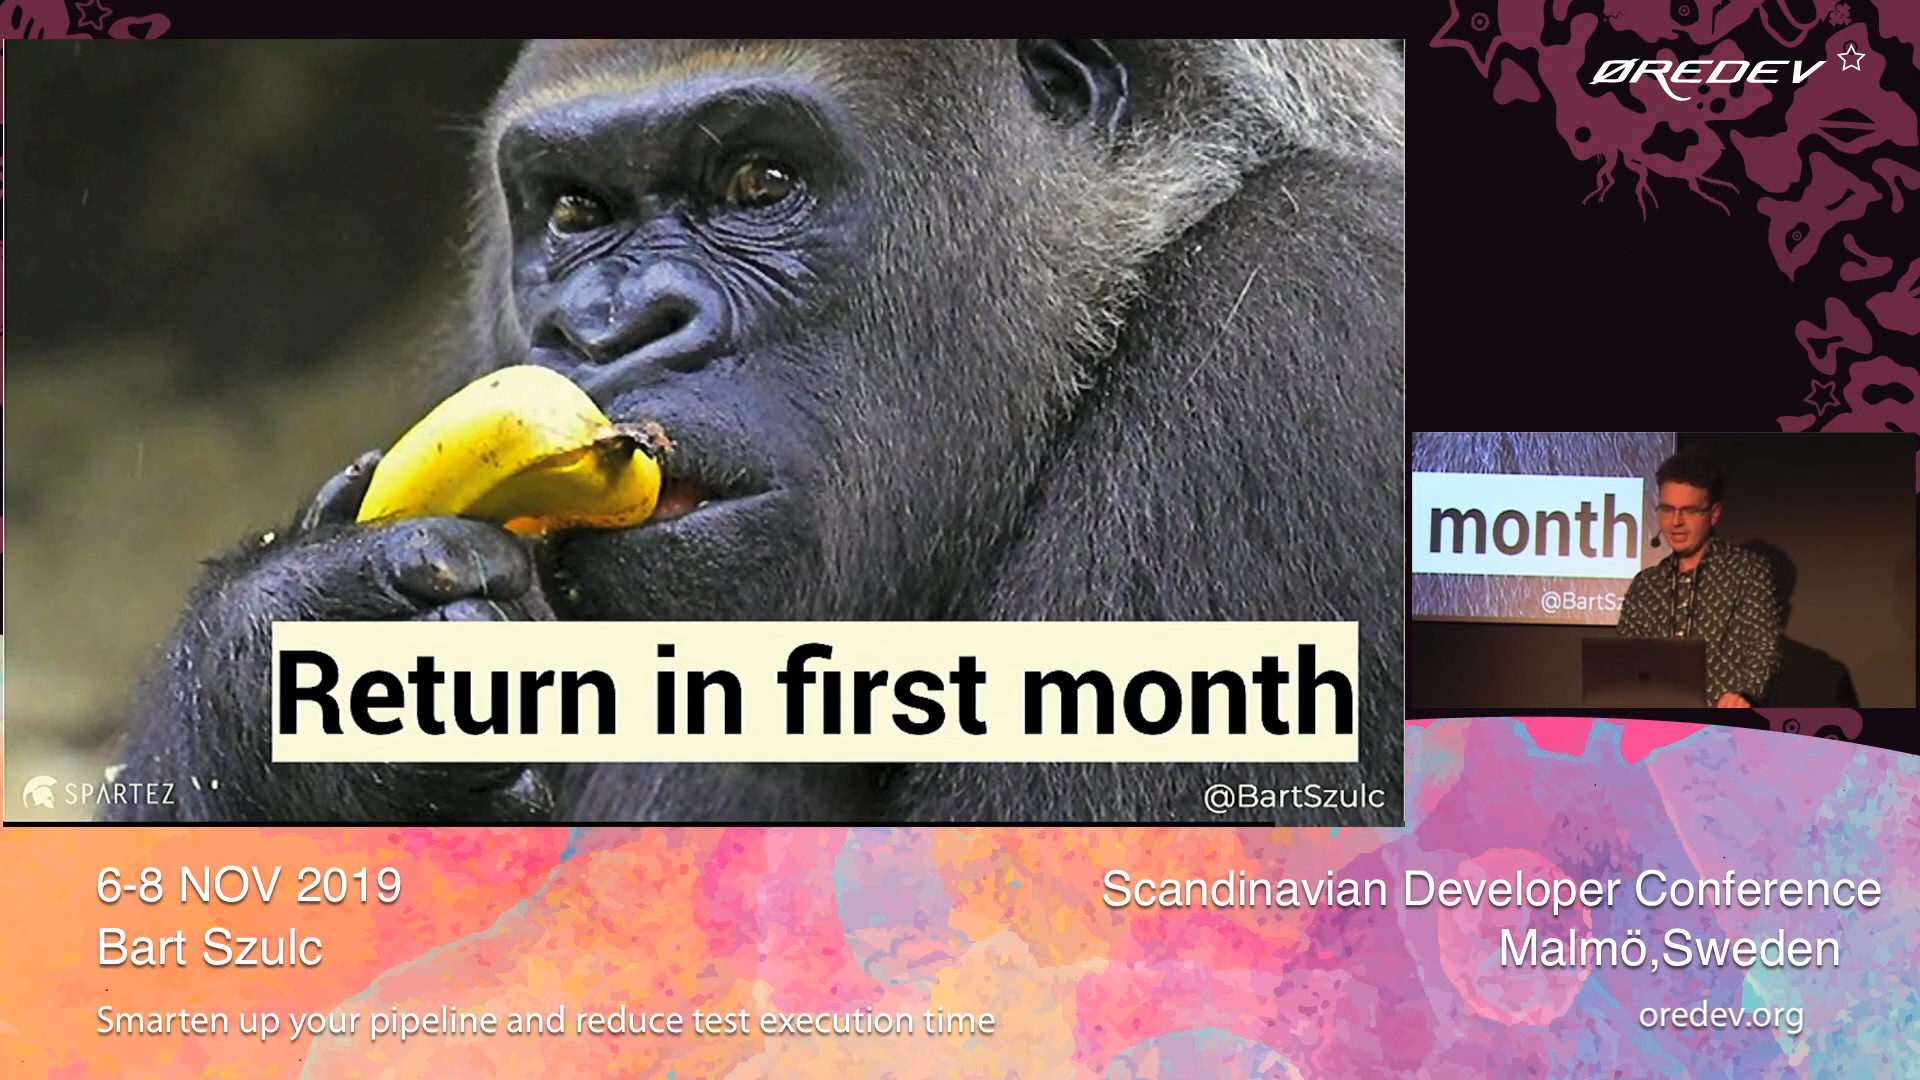 ØREDEV
Return in first month
SPARTEZ
@BartSzulc
month
@BartSz
6-8 NOV 2019
Bart Szulc
Smarten up your pipeline and reduce test execution time
Scandinavian Developer Conference
Malmö,Sweden
oredev.org